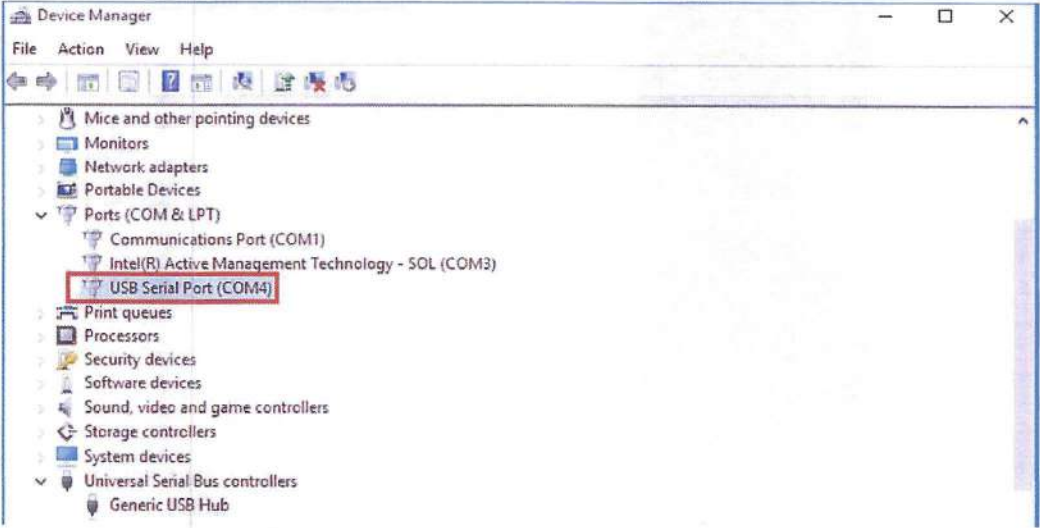 Device Manager
File Action View Help
Mice and other pointing devices
Monitors
Network adapters
Portable Devices
Ports (COM & LPT)
Communications Port (COM1)
Intel(R) Active Management Technology - SOL (COM3)
USB Serial Port (COM4)
Print queues
Processors
Security devices
Software devices
Sound, video and game controllers
Storage controllers
System devices
Universal Serial Bus controllers
Generic USB Hub